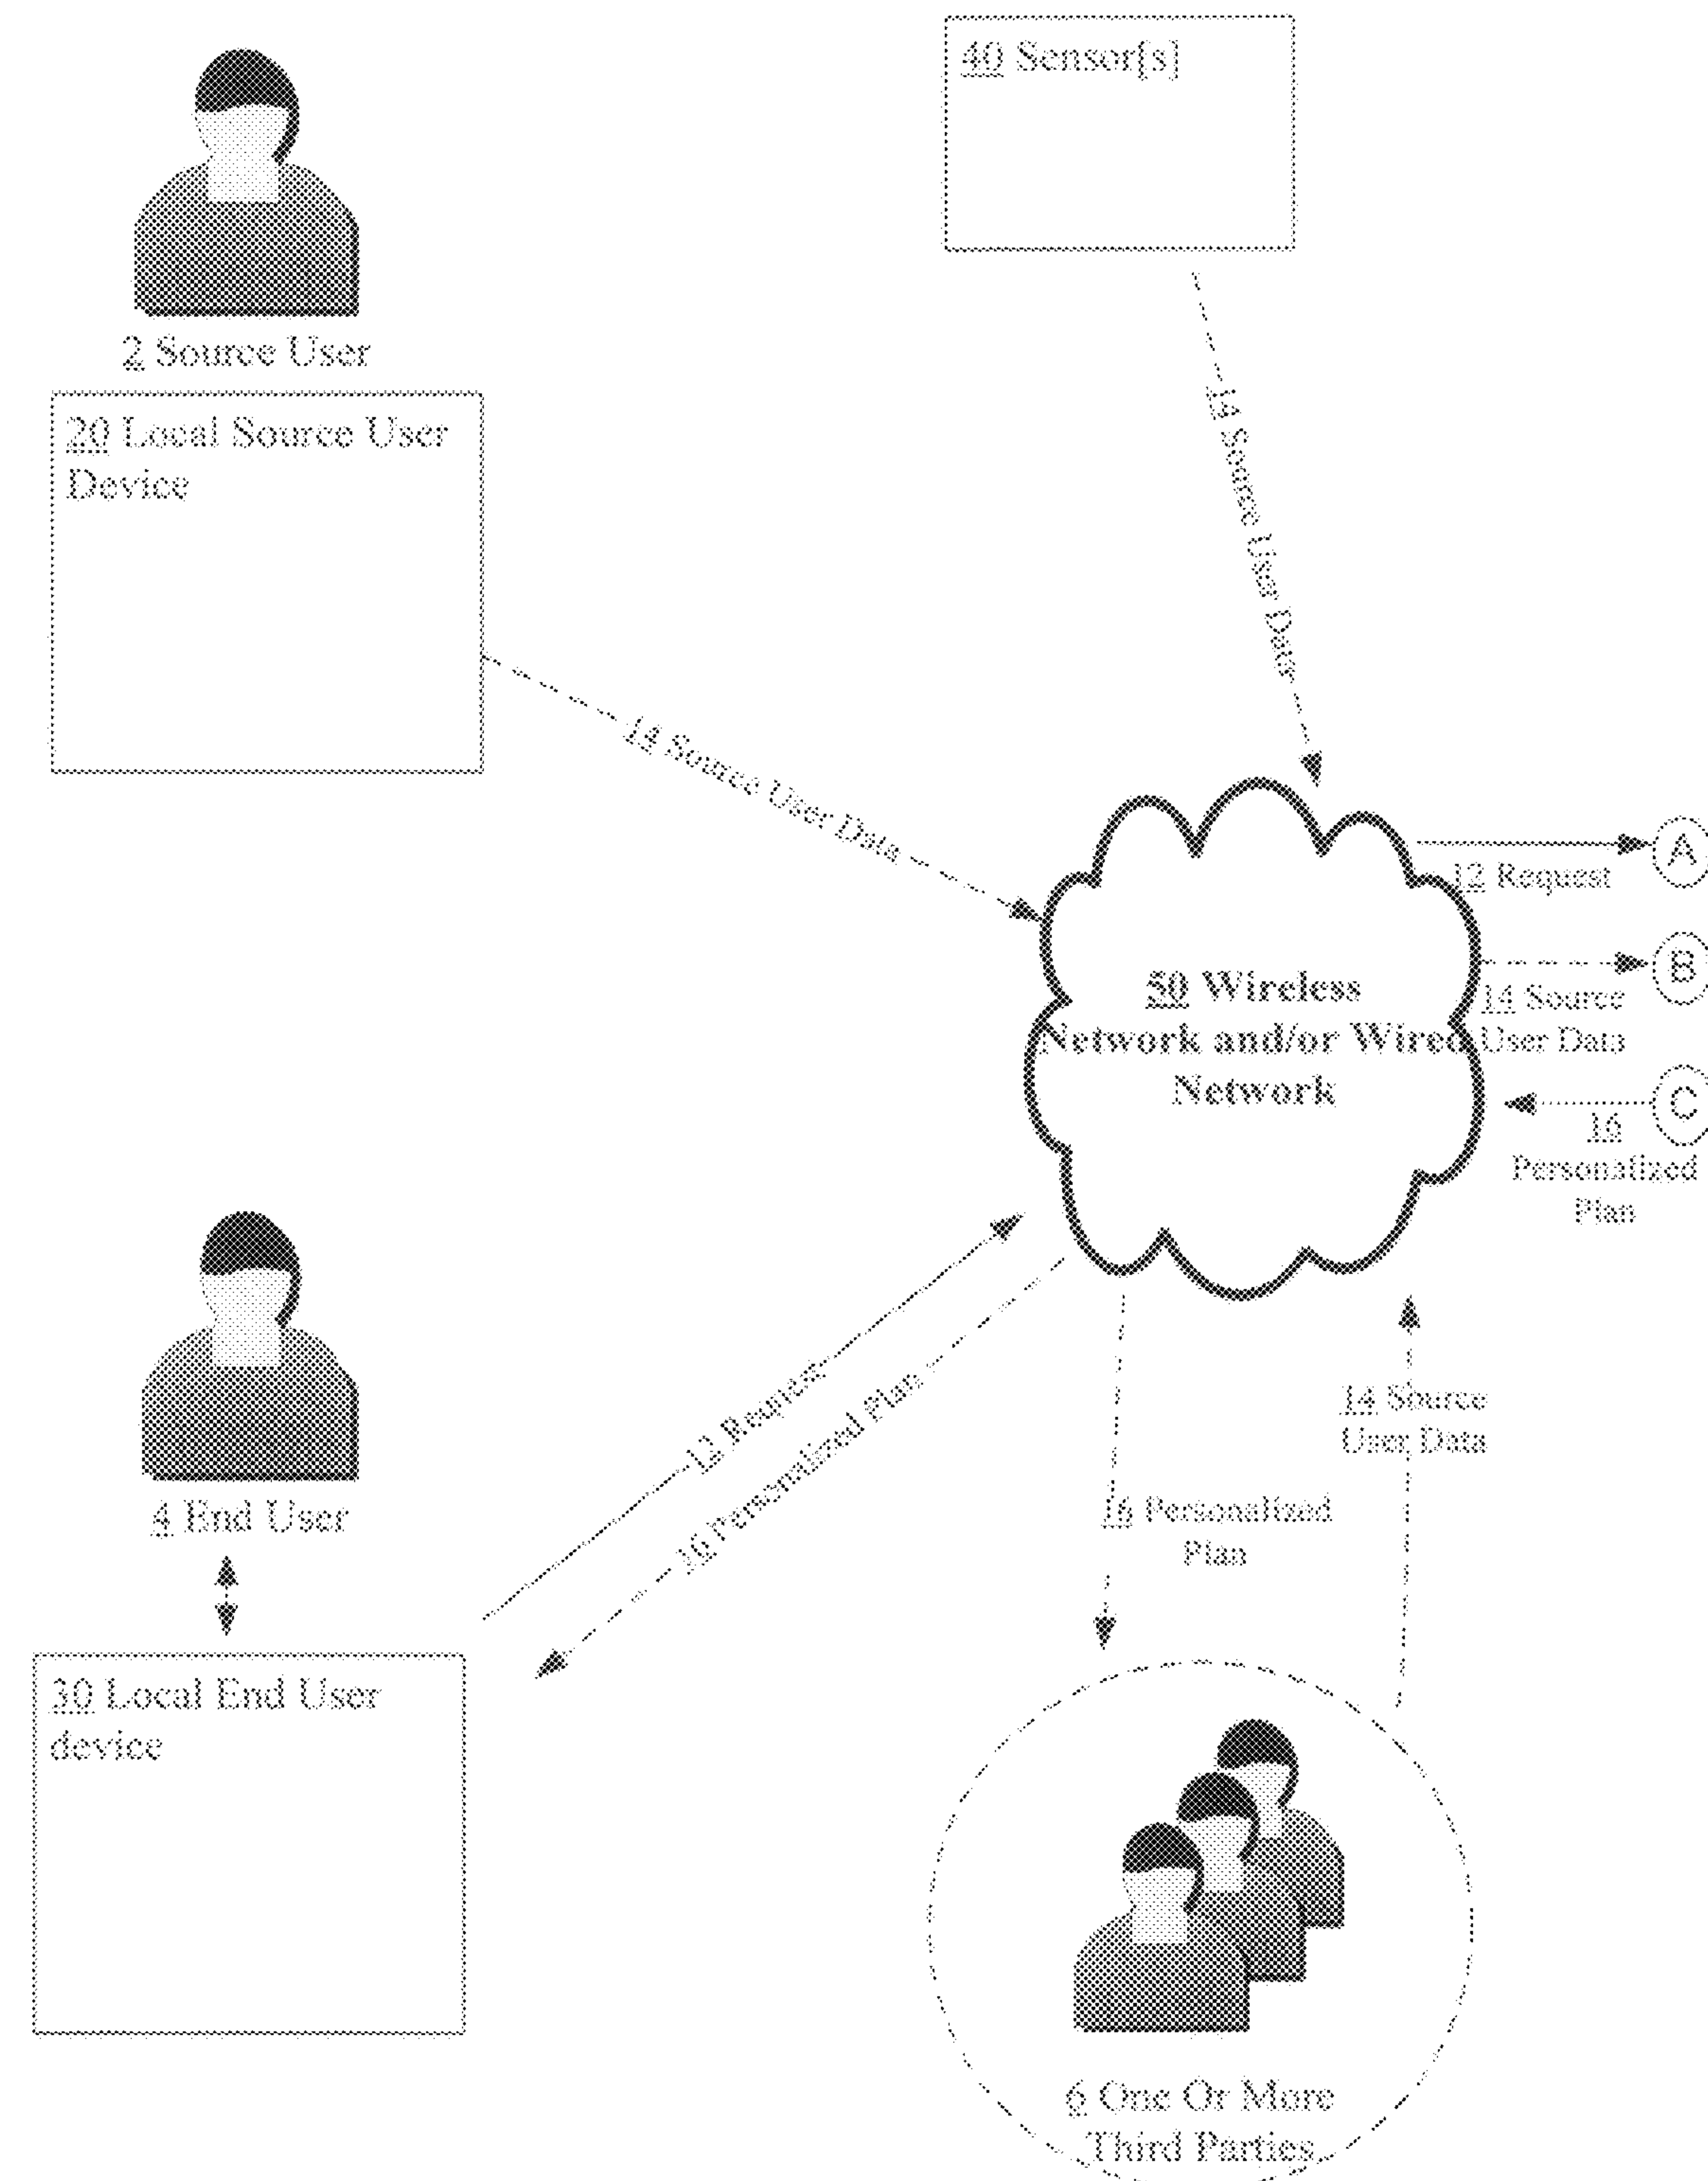 40 Sensor[s]
2 Source User
20 Local Source User
Device
14 Source User Data
14 Source User Data
A
12 Request
B
14 Source
User Data
50 Wireless
Network and/or Wired
Network
C
16
Personalized
Plan
12 Request
16 Personalized Plan
14 Source
User Data
16 Personalized
Plan
4 End User
30 Local End User
device
6 One Or More
Third Parties